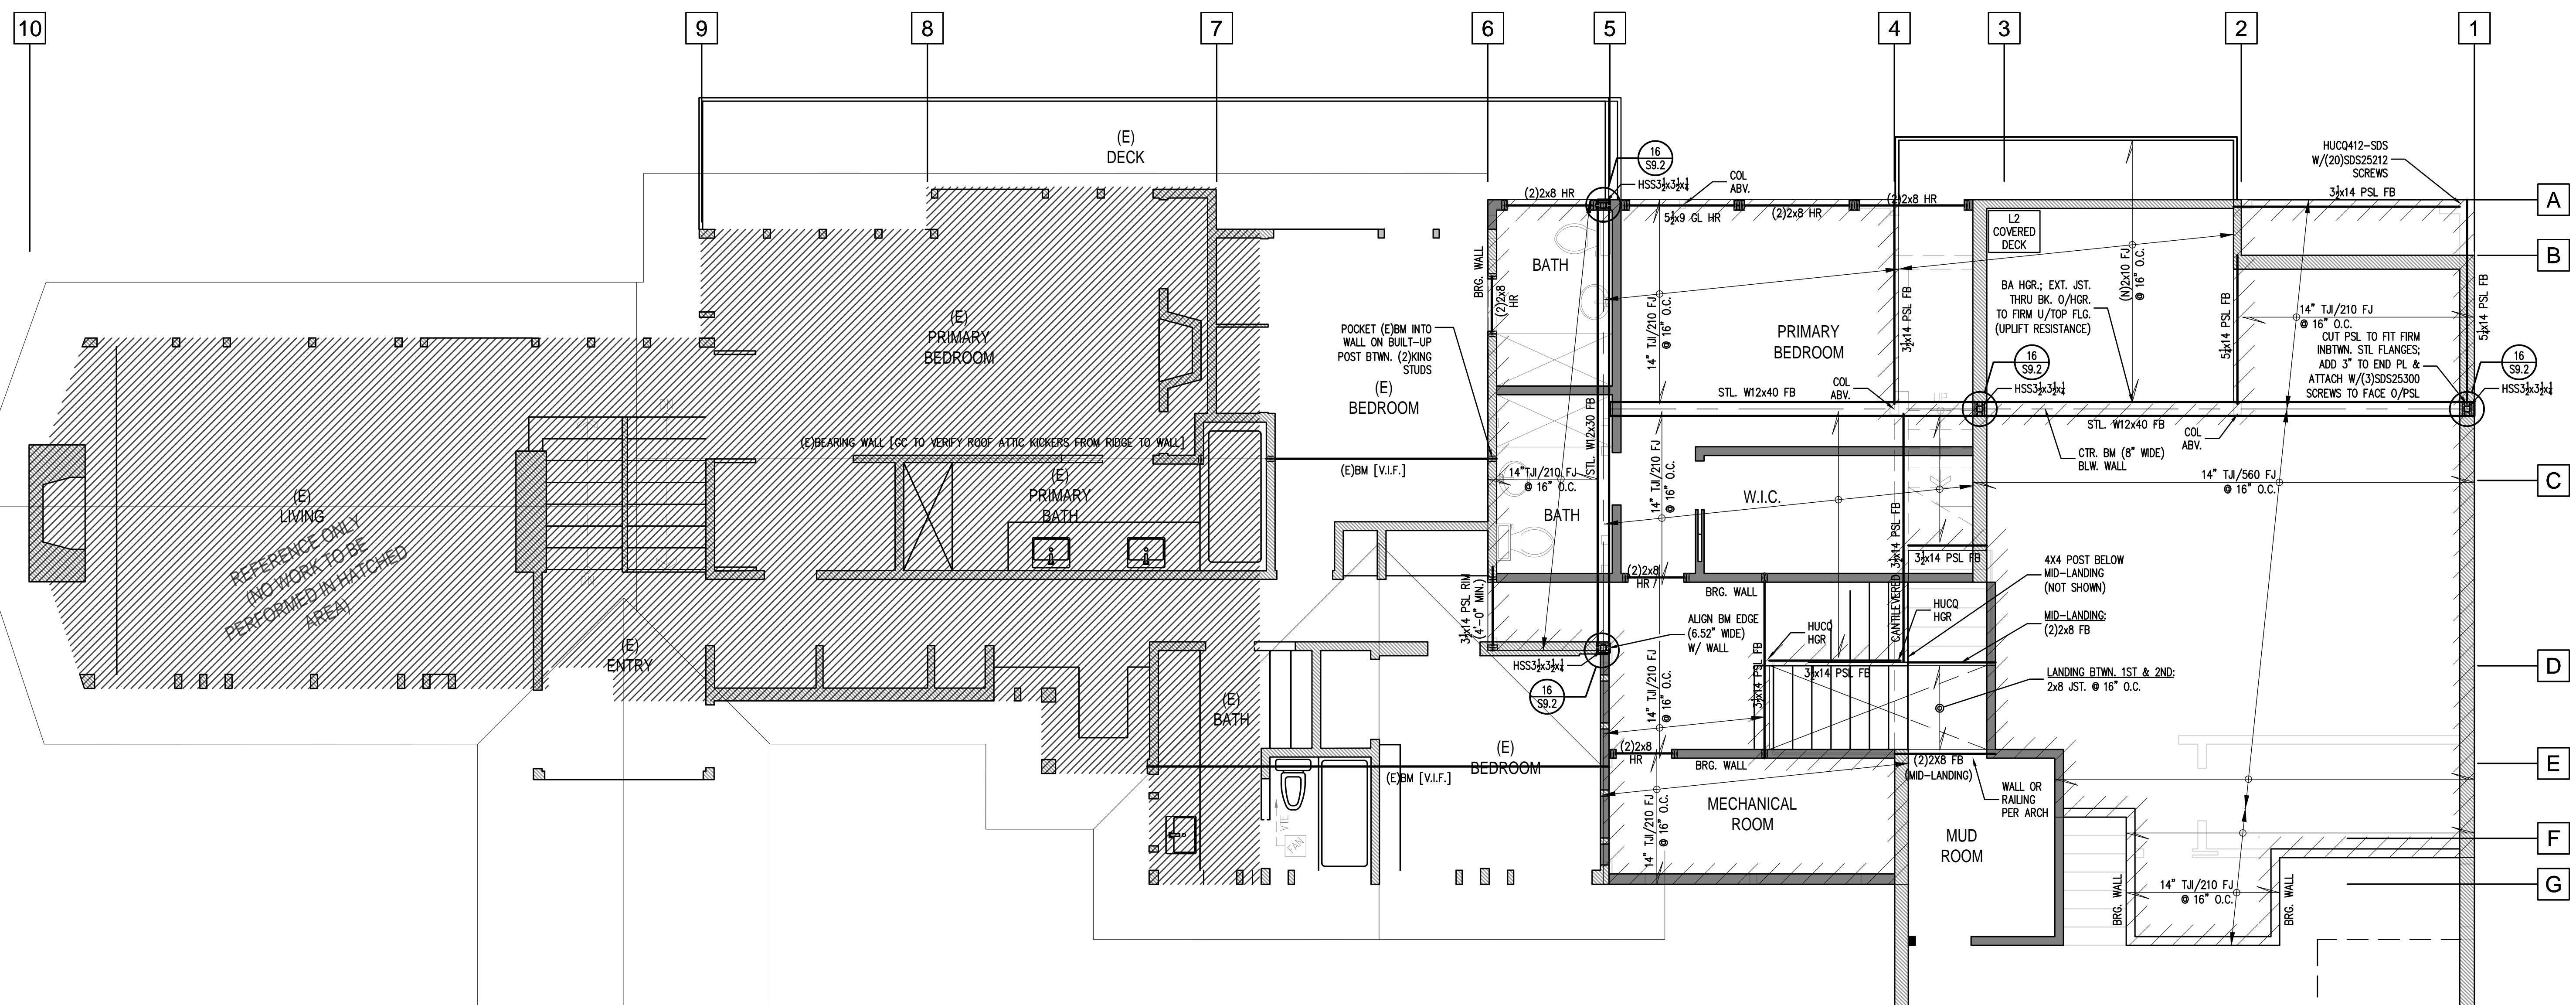 10
9
8
7
6
5
4
3
2
1
A
B
C
D
E
F
G
(E)
DECK
(E)
PRIMARY
BEDROOM
(E)
LIVING
REFERENCE ONLY
(NO WORK TO BE
PERFORMED IN HATCHED
AREA)
DN
DN
DN
(E)
ENTRY
(E)BEARING WALL [GC TO VERIFY ROOF ATTIC KICKERS FROM RIDGE TO WALL]
(E)
PRIMARY
BATH
(E)
BATH
VTE
FAN
(E)
BEDROOM
(E)BM [V.I.F.]
(E)
BEDROOM
(E)BM [V.I.F.]
POCKET (E)BM INTO
WALL ON BUILT-UP
POST BTWN. (2)KING
STUDS
BRG. WALL
(2)2x8
HR
(2)2x8 HR
16
S9.2
HSS3½x3½x¼
COL
ABV.
5½x9 GL HR
(2)2x8 HR
(2)2x8 HR
BATH
14" TJI/210 FJ
@ 16" O.C.
PRIMARY
BEDROOM
3½x14 PSL FB
L2
COVERED
DECK
(N)2x10 FJ
@ 16" O.C.
BA HGR.; EXT. JST.
THRU BK. O/HGR.
TO FIRM U/TOP FLG.
(UPLIFT RESISTANCE)
16
S9.2
HSS3½x3½x¼
HUCQ412-SDS
W/(20)SDS25212
SCREWS
3½x14 PSL FB
5¼x14 PSL FB
5¼x14 PSL FB
14" TJI/210 FJ
@ 16" O.C.
CUT PSL TO FIT FIRM
INBTWN. STL FLANGES;
ADD 3" TO END PL &
ATTACH W/(3)SDS25300
SCREWS TO FACE O/PSL
16
S9.2
HSS3½x3½x¼
STL. W12x40 FB
COL
ABV.
UP
STL. W12x40 FB
COL
ABV.
CTR. BM (8" WIDE)
BLW. WALL
14" TJI/560 FJ
@ 16" O.C.
STL. W12x30 FB
14"TJI/210 FJ
@ 16" O.C.
BATH
14" TJI/210 FJ
@ 16" O.C.
W.I.C.
CANTILEVERED 3½x14 PSL FB
3½x14 PSL FB
3½x14 PSL RIM
(4'-0" MIN.)
(2)2x8
HR
BRG. WALL
HUCQ
HGR
HUCQ
HGR
4X4 POST BELOW
MID-LANDING
(NOT SHOWN)
MID-LANDING:
(2)2x8 FB
LANDING BTWN. 1ST & 2ND:
2x8 JST. @ 16" O.C.
ALIGN BM EDGE
(6.52" WIDE)
W/ WALL
HSS3½x3½x¼
16
S9.2
14" TJI/210 FJ
@ 16" O.C.
3½x14 PSL FB
3½x14 PSL FB
(2)2x8
HR
BRG. WALL
(2)2X8 FB
(MID-LANDING)
WALL OR
RAILING
PER ARCH
14" TJI/210 FJ
@ 16" O.C.
MECHANICAL
ROOM
MUD
ROOM
BRG. WALL
14" TJI/210 FJ
@ 16" O.C.
BRG. WALL